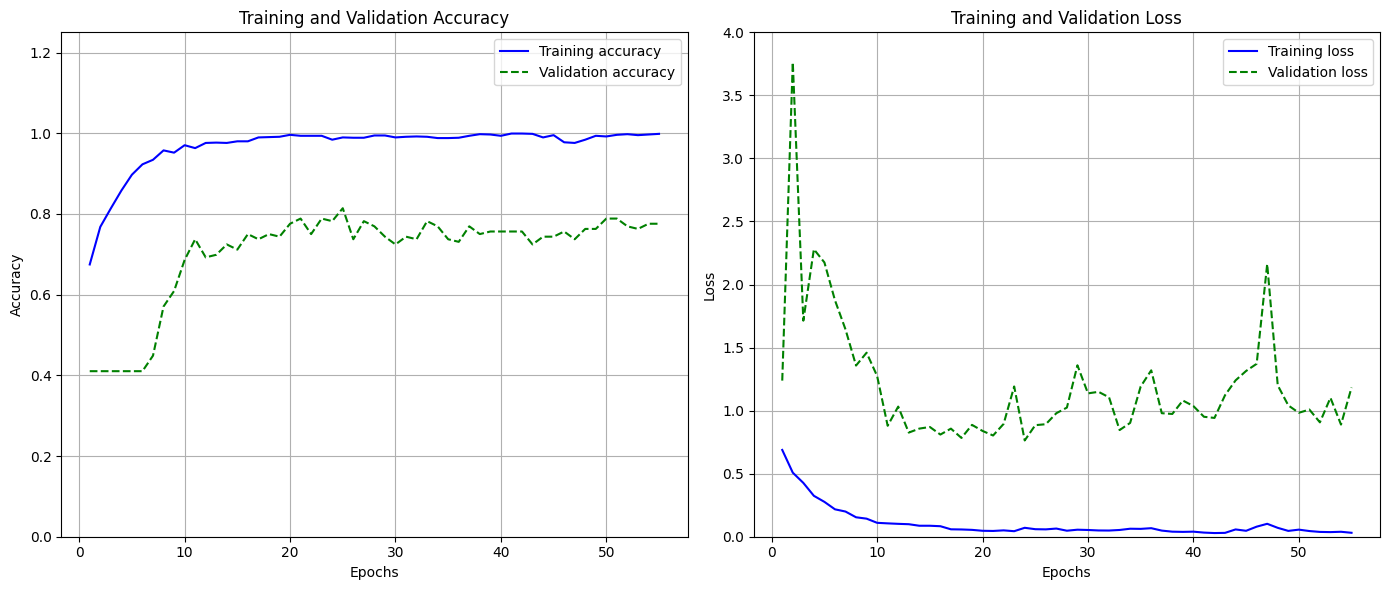 Training and Validation Accuracy
1.2
1.0
0.8
0.6
0.4
0.2
0.0
Accuracy
Training accuracy
Validation accuracy
0
10
20
30
40
50
Epochs
Training and Validation Loss
4.0
3.5
3.0
2.5
2.0
1.5
1.0
0.5
0.0
Loss
Training loss
Validation loss
0
10
20
30
40
50
Epochs